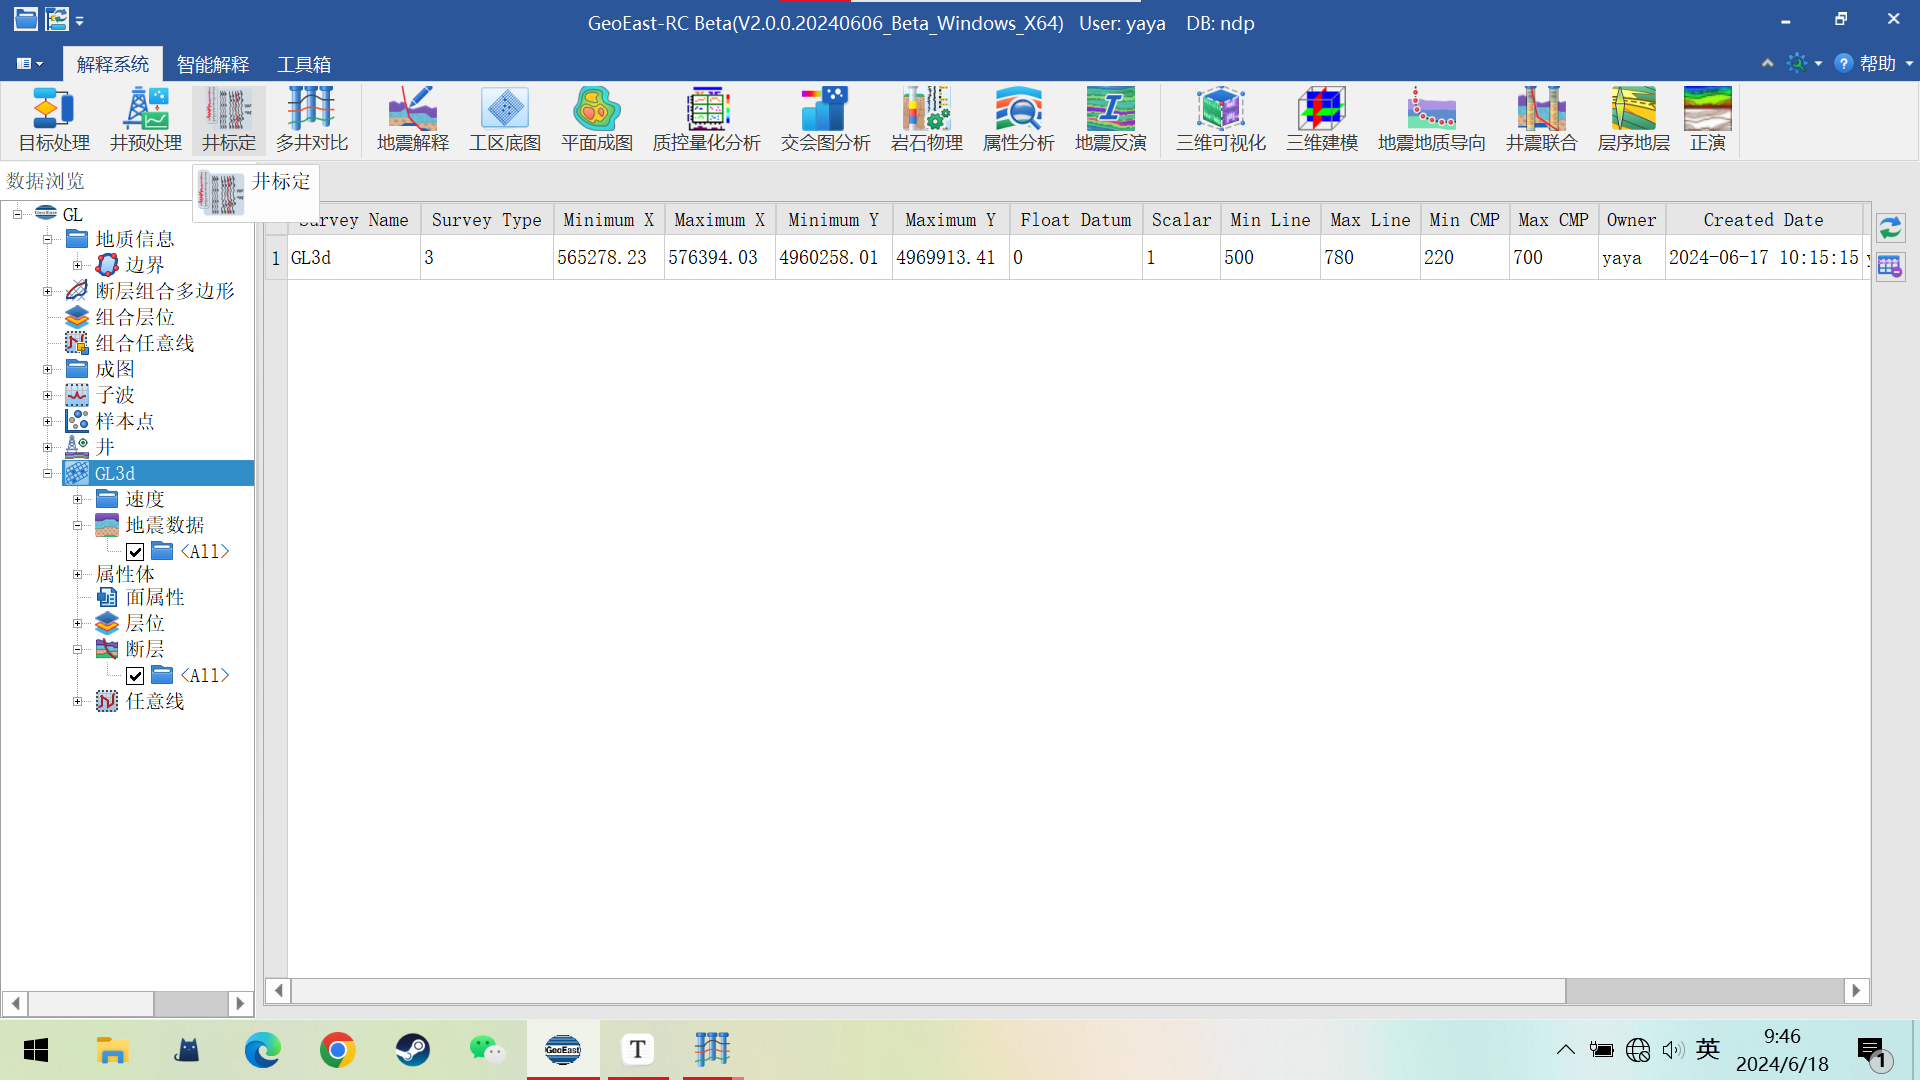 GeoEast-RC Beta(V2.0.0.20240606_Beta_Windows_X64)   User: yaya    DB: ndp
解释系统 智能解释 工具箱 帮助
目标处理 井预处理 井标定 多井对比 地震解释 工区底图 平面成图 质控量化分析 交会图分析 岩石物理 属性分析 地震反演 三维可视化 三维建模 地震地质导向 井震联合 层序地层 正演
数据浏览
井标定
Survey Name Survey Type Minimum X Maximum X Minimum Y Maximum Y Float Datum Scalar Min Line Max Line Min CMP Max CMP Owner Created Date
1 GL3d 3 565278.23 576394.03 4960258.01 4969913.41 0 1 500 780 220 700 yaya 2024-06-17 10:15:15
GL
地质信息
边界
断层组合多边形
组合层位
组合任意线
成图
子波
样本点
井
GL3d
速度
地震数据
<All>
属性体
面属性
层位
断层
<All>
任意线
GeoEast
T
英
9:46
2024/6/18
1